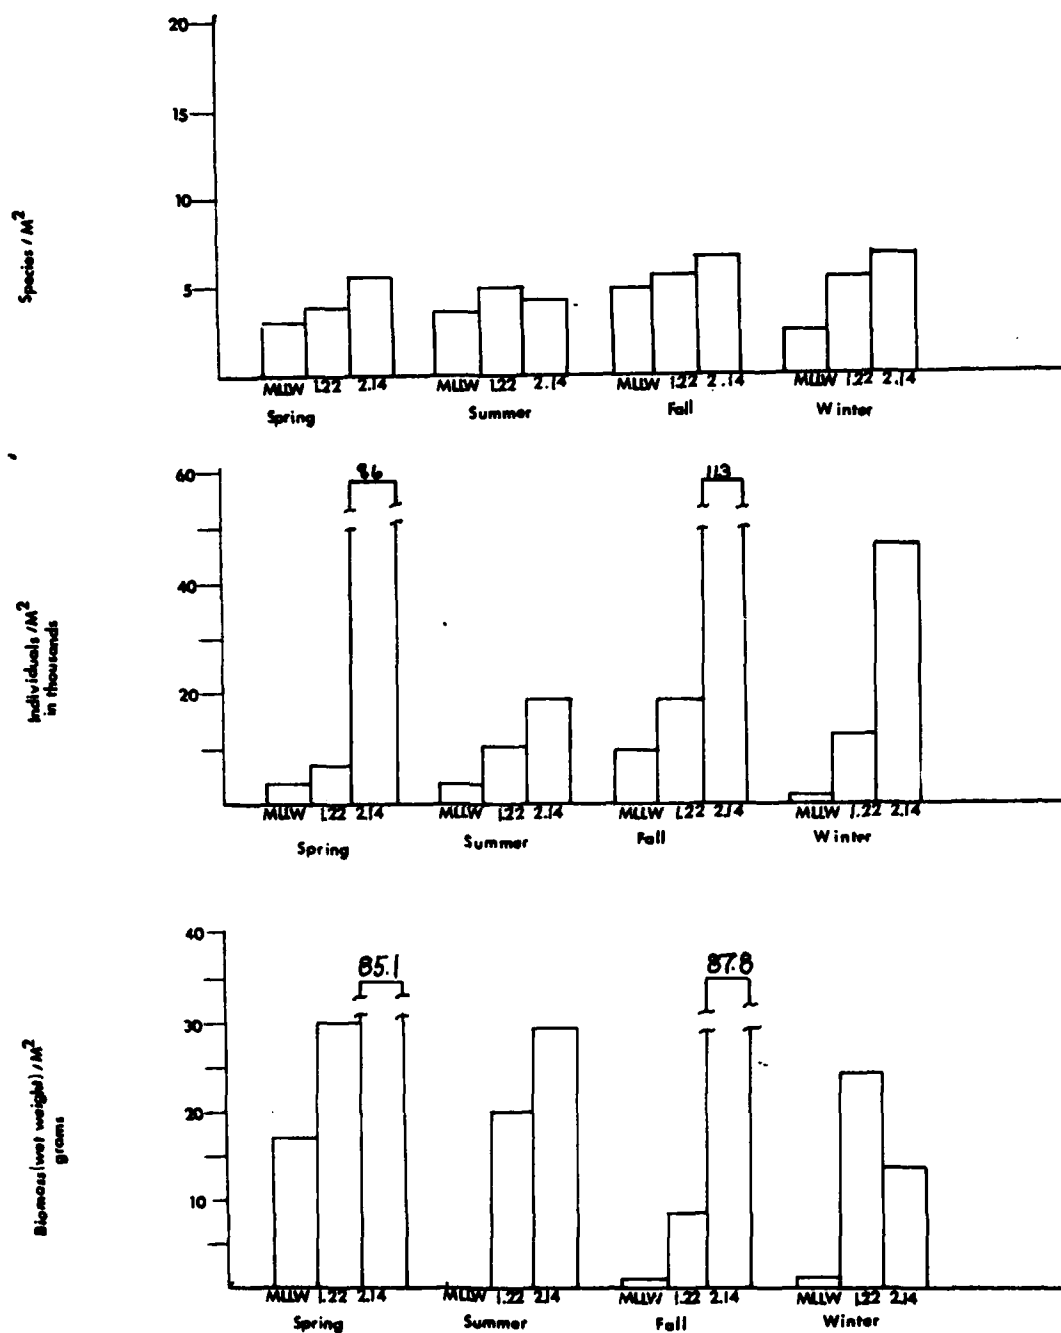 20
15
10
5
Species / M²
MLLW 1.22 2.14 MLLW 1.22 2.14 MLLW 1.22 2.14 MLLW 1.22 2.14
Spring Summer Fall Winter
60
40
20
Individuals /M²
in thousands
96
113
MLLW 1.22 2.14 MLLW 1.22 2.14 MLLW 1.22 2.14 MLLW 1.22 2.14
Spring Summer Fall Winter
40
30
20
10
Biomass(wet weight) /M²
grams
85.1
87.8
MLLW 1.22 2.14 MLLW 1.22 2.14 MLLW 1.22 2.14 MLLW 1.22 2.14
Spring Summer Fall Winter